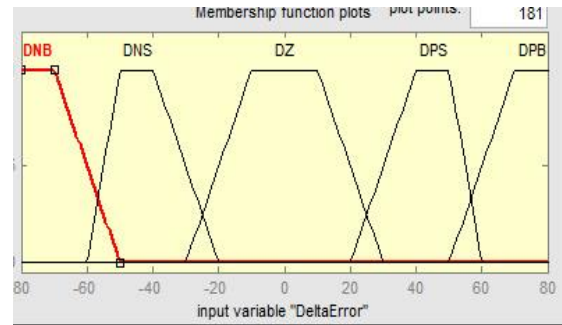 Membership function plots plot points: 181
DNB DNS DZ DPS DPB
80 -60 -40 -20 0 20 40 60 80
input variable "DeltaError"